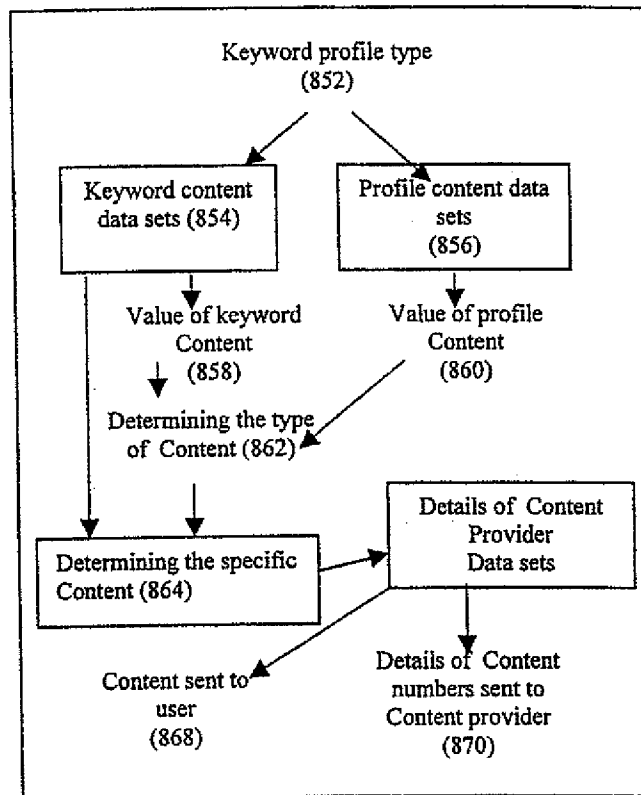 Keyword profile type
(852)
Keyword content
data sets (854)
Profile content data
sets
(856)
Value of keyword
Content
(858)
Value of profile
Content
(860)
Determining the type
of Content (862)
Determining the specific
Content (864)
Details of Content
Provider
Data sets
Content sent to
user
(868)
Details of Content
numbers sent to
Content provider
(870)